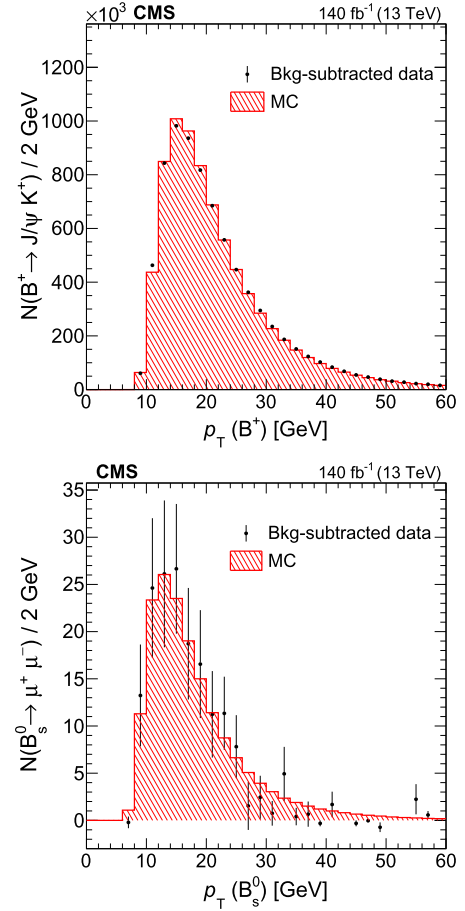 ×10³ CMS 140 fb⁻¹ (13 TeV)
1200
1000
800
600
400
200
0
N(B⁺→ J/ψ K⁺) / 2 GeV
Bkg-subtracted data
MC
0 10 20 30 40 50 60
p_T (B⁺) [GeV]
CMS 140 fb⁻¹ (13 TeV)
35
30
25
20
15
10
5
0
N(B⁰ₛ→ μ⁺ μ⁻) / 2 GeV
Bkg-subtracted data
MC
0 10 20 30 40 50 60
p_T (B⁰ₛ) [GeV]